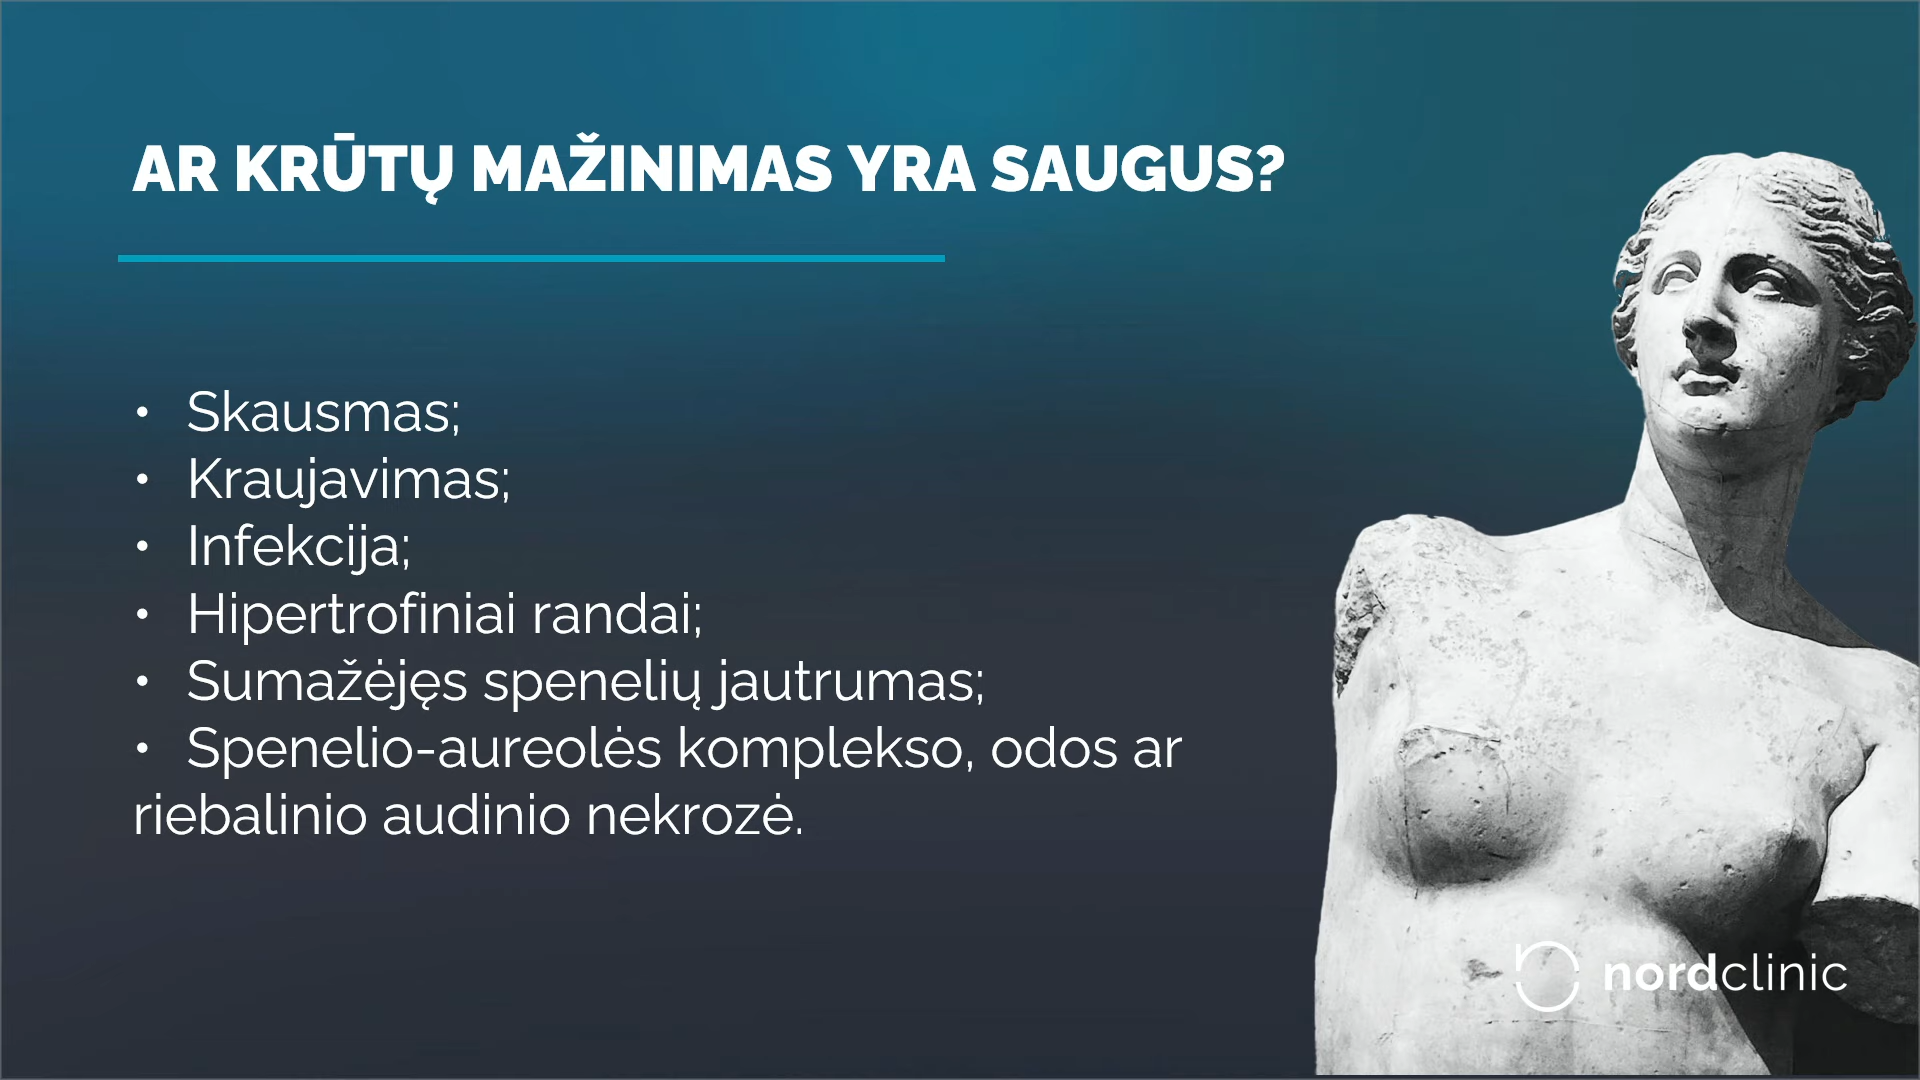 AR KRŪTŲ MAŽINIMAS YRA SAUGUS?
• Skausmas;
• Kraujavimas;
• Infekcija;
• Hipertrofiniai randai;
• Sumažėjęs spenelių jautrumas;
• Spenelio-aureolės komplekso, odos ar
riebalinio audinio nekrozė.
nordclinic